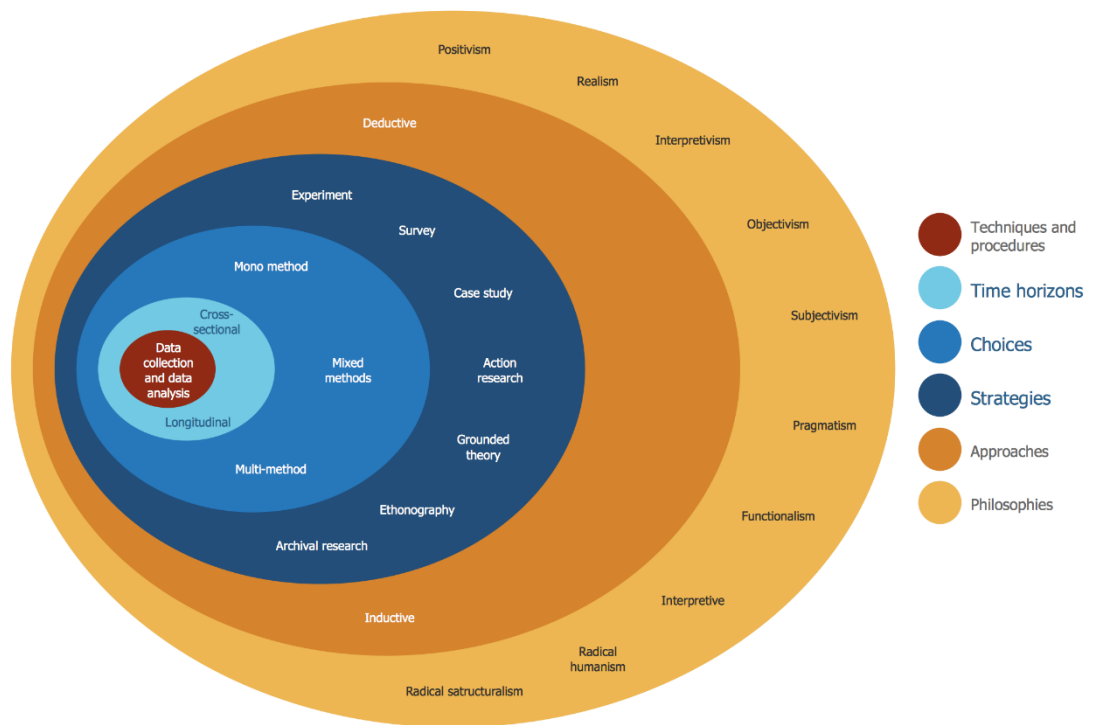 Positivism
Realism
Interpretivism
Objectivism
Subjectivism
Pragmatism
Functionalism
Interpretive
Radical
humanism
Radical satructuralism
Deductive
Inductive
Experiment
Survey
Case study
Action
research
Grounded
theory
Ethonography
Archival research
Mono method
Mixed
methods
Multi-method
Cross-
sectional
Longitudinal
Data
collection
and data
analysis
Techniques and
procedures
Time horizons
Choices
Strategies
Approaches
Philosophies